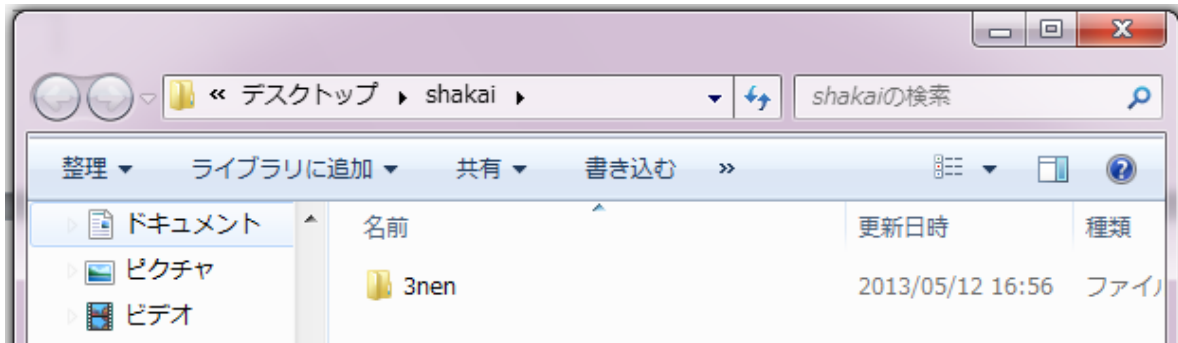 « デスクトップ ▸ shakai ▸ shakaiの検索
整理 ▼ ライブラリに追加 ▼ 共有 ▼ 書き込む »
ドキュメント 名前 更新日時 種類
ピクチャ 3nen 2013/05/12 16:56 ファイル
ビデオ